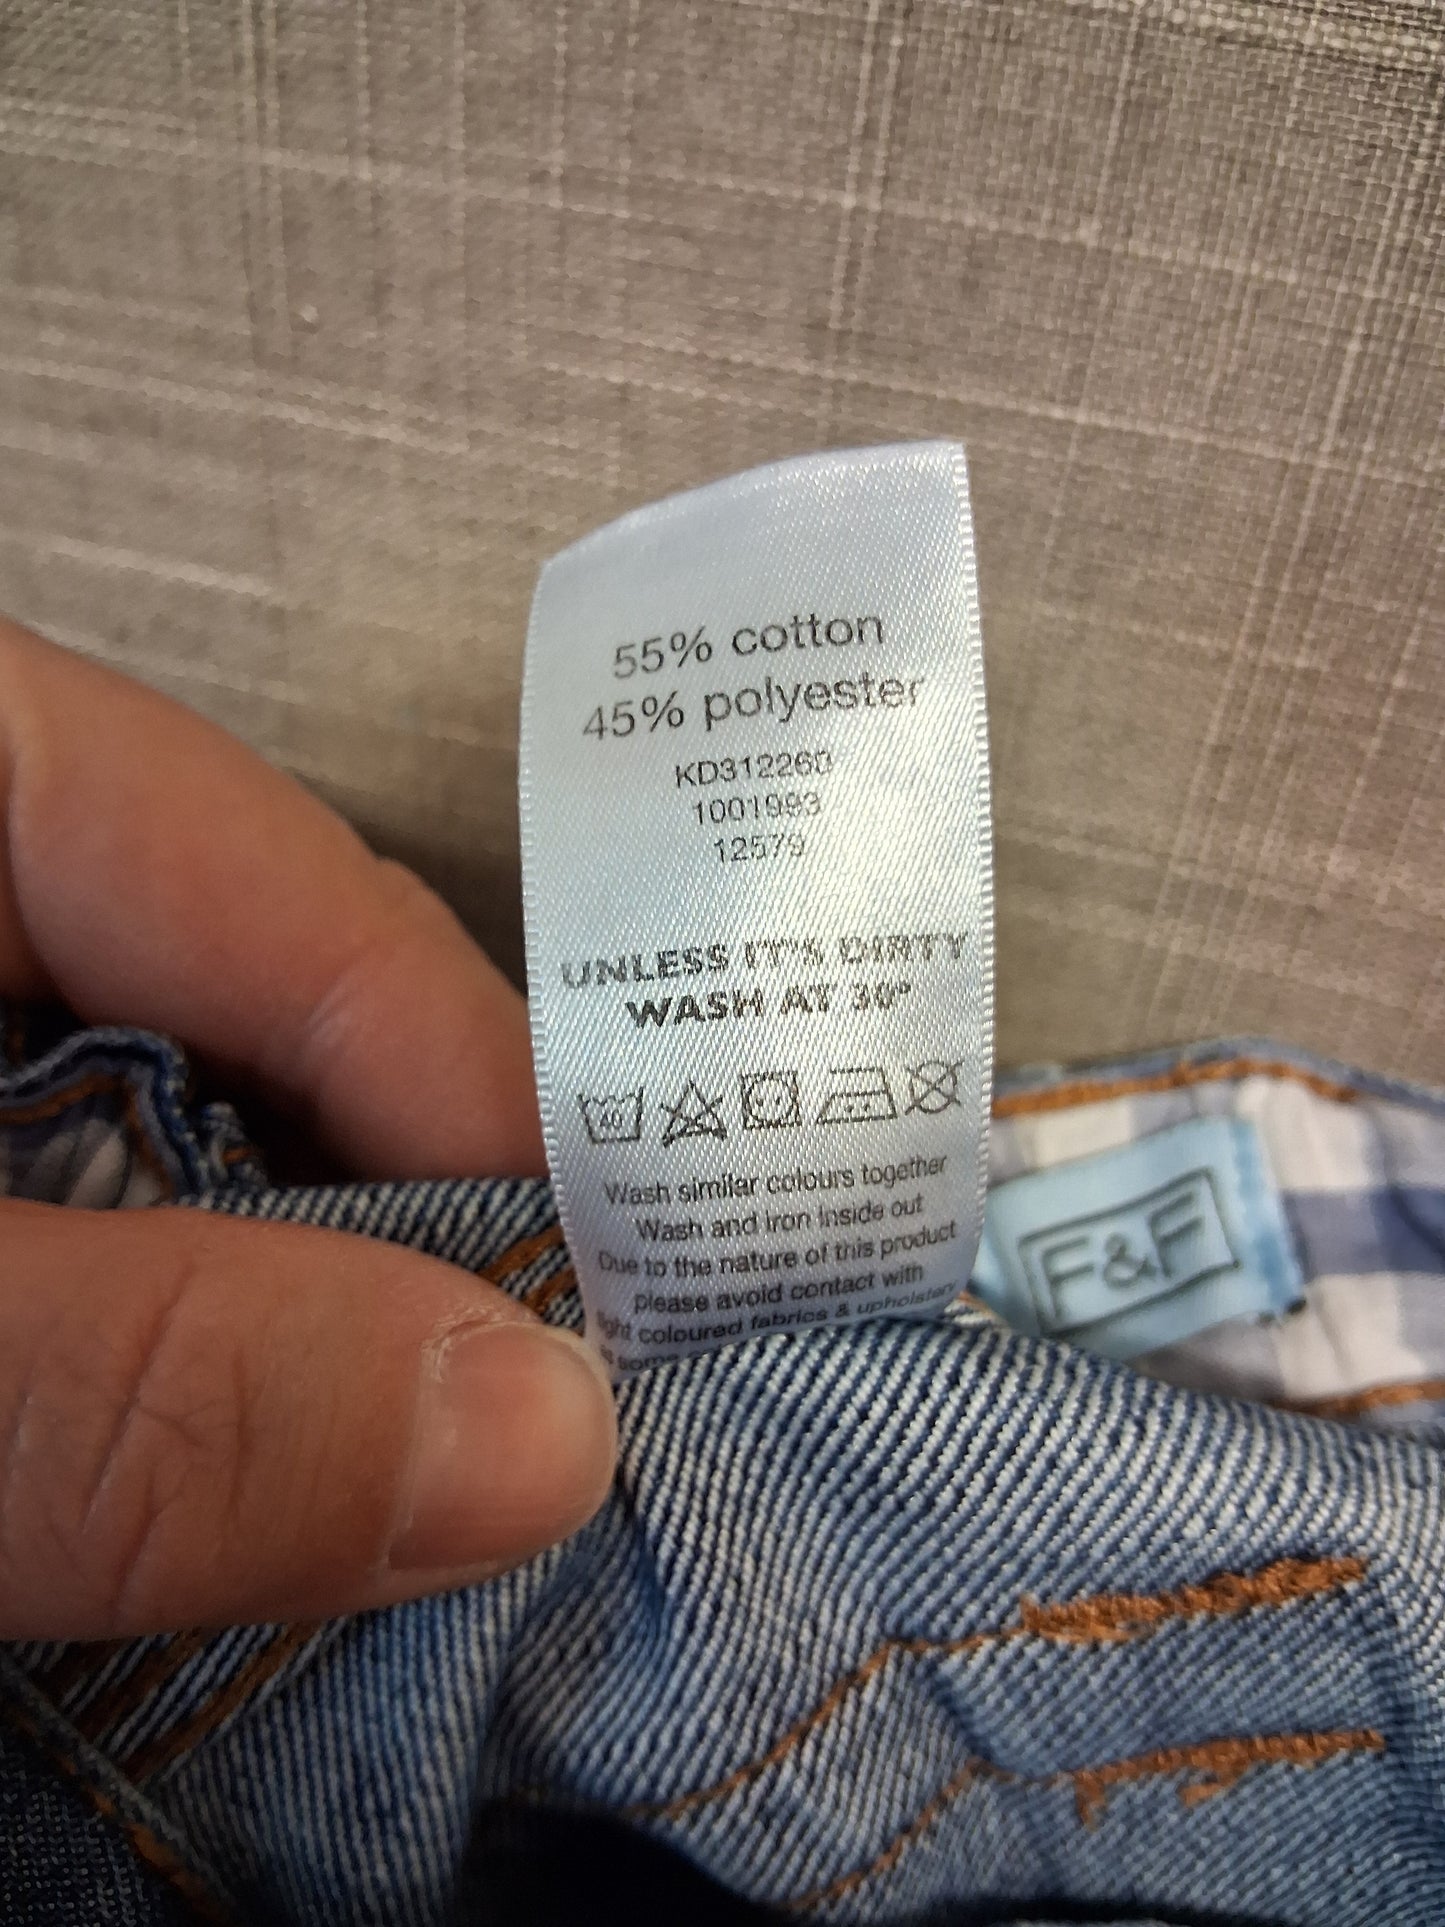 55% cotton
45% polyester
KD312260
1001993
12579
UNLESS IT'S DIRTY
WASH AT 30°
40
Wash similar colours together
Wash and iron inside out
Due to the nature of this product
please avoid contact with
light coloured fabrics & upholstery
some
F&F